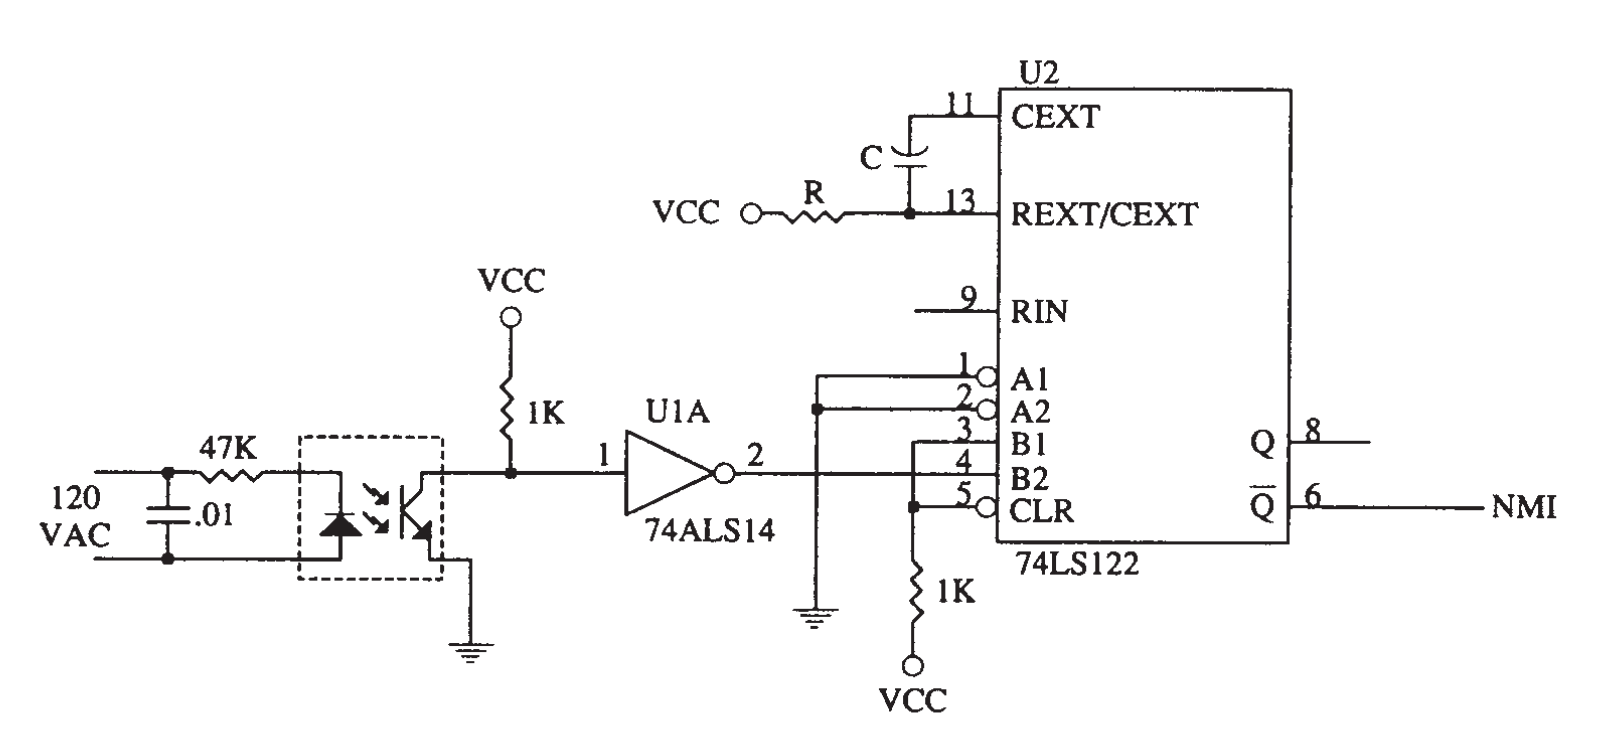 U2
11
CEXT
C
VCC
R
13
REXT/CEXT
VCC
9
RIN
1
A1
1K
U1A
2
A2
3
B1
Q
8
47K
1
2
4
B2
120
VAC
.01
5
CLR
Q
6
NMI
74ALS14
74LS122
1K
VCC